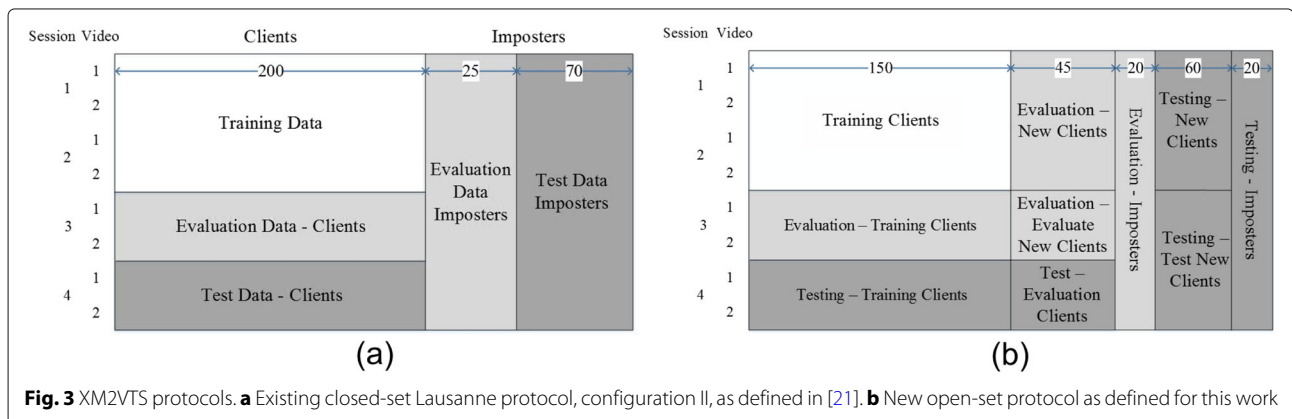 Session Video Clients Imposters
1 1 200 25 70
2
Training Data
2 1
2
3 1 Evaluation Data - Clients
2
4 1 Test Data - Clients
2
Evaluation
Data
Imposters
Test Data
Imposters
(a)
Session Video
1 1 150 45 20 60 20
2
Training Clients
2 1
2
3 1 Evaluation – Training Clients
2
4 1 Testing – Training Clients
2
Evaluation –
New Clients
Evaluation –
Evaluate
New Clients
Test –
Evaluation
Clients
Evaluation - Imposters
Testing –
New
Clients
Testing –
Test New
Clients
Testing - Imposters
(b)
Fig. 3 XM2VTS protocols. a Existing closed-set Lausanne protocol, configuration II, as defined in [21]. b New open-set protocol as defined for this work